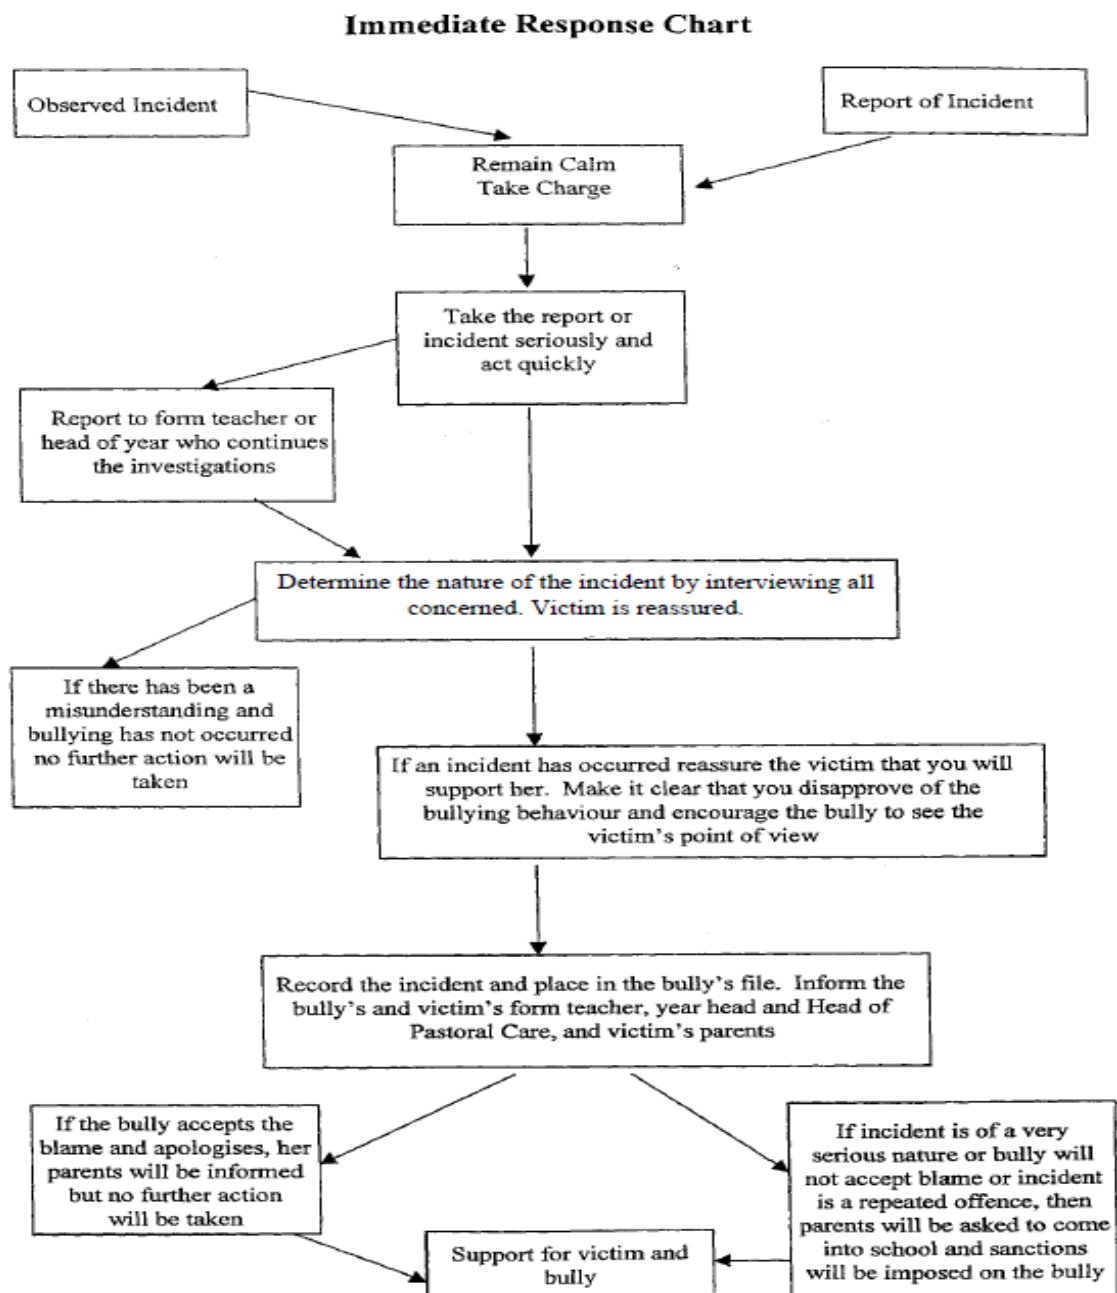 Immediate Response Chart
Observed Incident
Report of Incident
Remain Calm
Take Charge
Take the report or
incident seriously and
act quickly
Report to form teacher or
head of year who continues
the investigations
Determine the nature of the incident by interviewing all
concerned. Victim is reassured.
If there has been a
misunderstanding and
bullying has not occurred
no further action will be
taken
If an incident has occurred reassure the victim that you will
support her. Make it clear that you disapprove of the
bullying behaviour and encourage the bully to see the
victim's point of view
Record the incident and place in the bully's file. Inform the
bully's and victim's form teacher, year head and Head of
Pastoral Care, and victim's parents
If the bully accepts the
blame and apologises, her
parents will be informed
but no further action
will be taken
If incident is of a very
serious nature or bully will
not accept blame or incident
is a repeated offence, then
parents will be asked to come
into school and sanctions
will be imposed on the bully
Support for victim and
bully